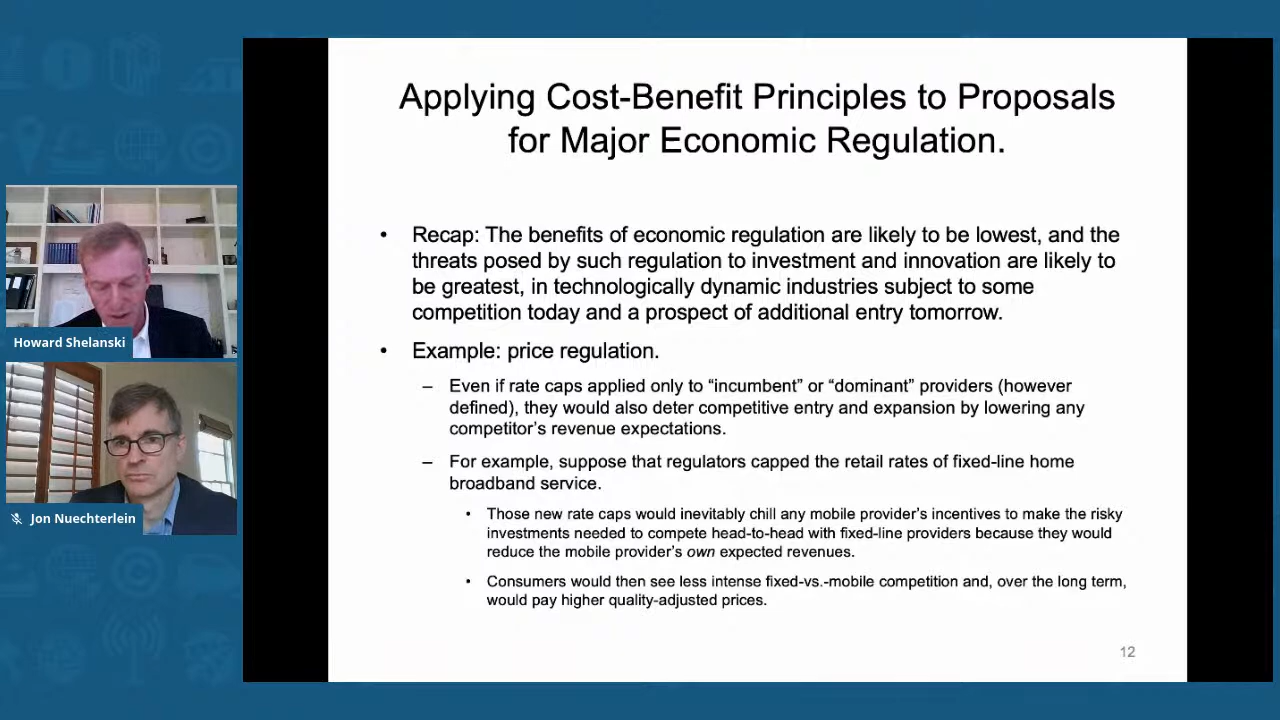 Applying Cost-Benefit Principles to Proposals
for Major Economic Regulation.
• Recap: The benefits of economic regulation are likely to be lowest, and the
threats posed by such regulation to investment and innovation are likely to
be greatest, in technologically dynamic industries subject to some
competition today and a prospect of additional entry tomorrow.
• Example: price regulation.
– Even if rate caps applied only to “incumbent” or “dominant” providers (however
defined), they would also deter competitive entry and expansion by lowering any
competitor’s revenue expectations.
– For example, suppose that regulators capped the retail rates of fixed-line home
broadband service.
• Those new rate caps would inevitably chill any mobile provider’s incentives to make the risky
investments needed to compete head-to-head with fixed-line providers because they would
reduce the mobile provider’s own expected revenues.
• Consumers would then see less intense fixed-vs.-mobile competition and, over the long term,
would pay higher quality-adjusted prices.
12
Howard Shelanski
Jon Nuechterlein